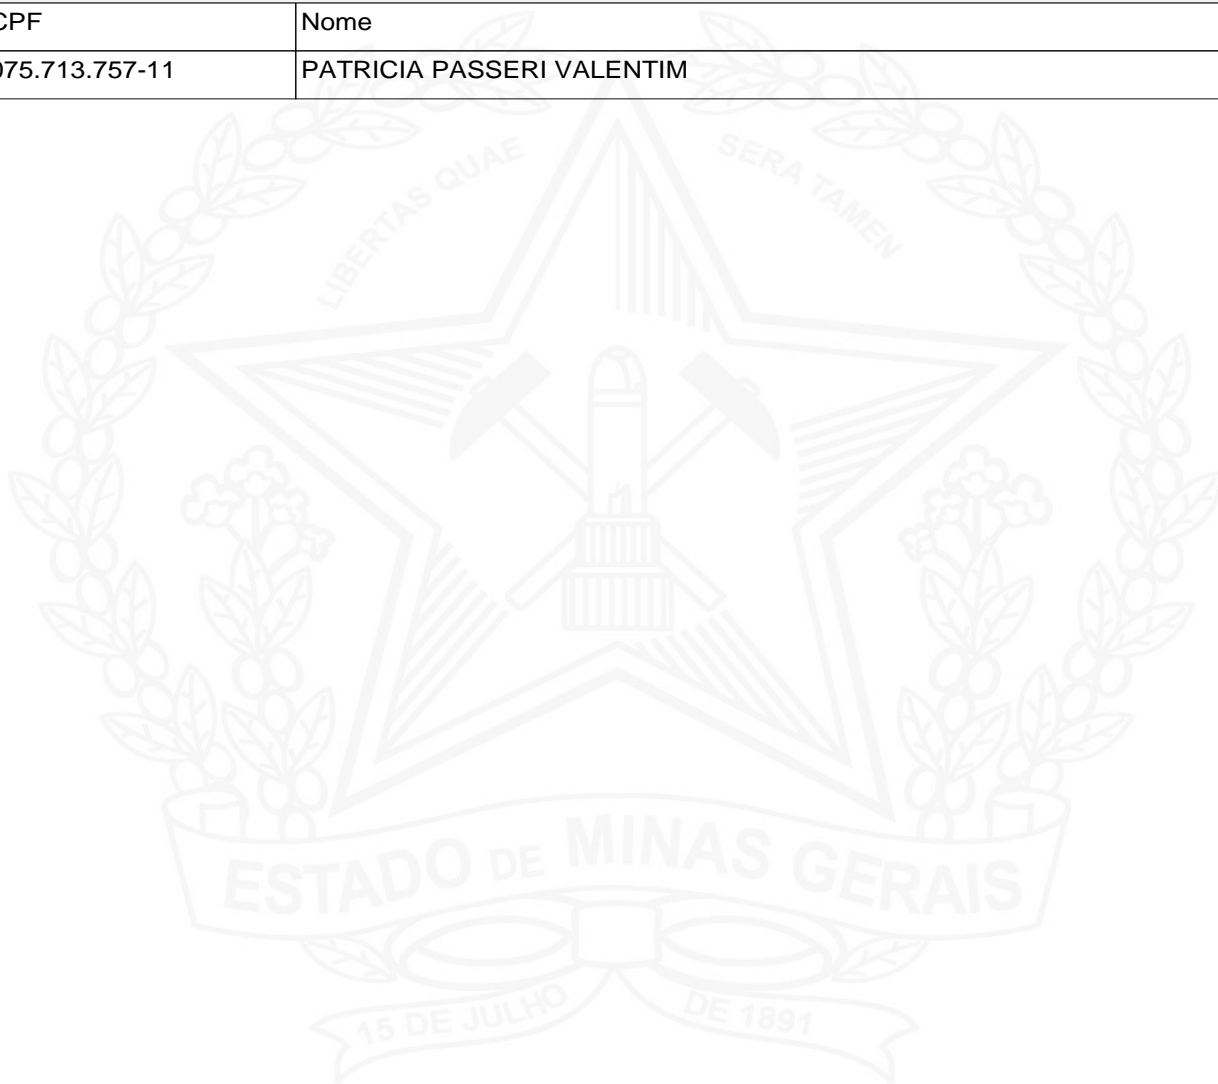 CPF Nome
075.713.757-11 PATRICIA PASSERI VALENTIM
LIBERTAS QUAE SERA TAMEN
ESTADO DE MINAS GERAIS
15 DE JULHO DE 1891